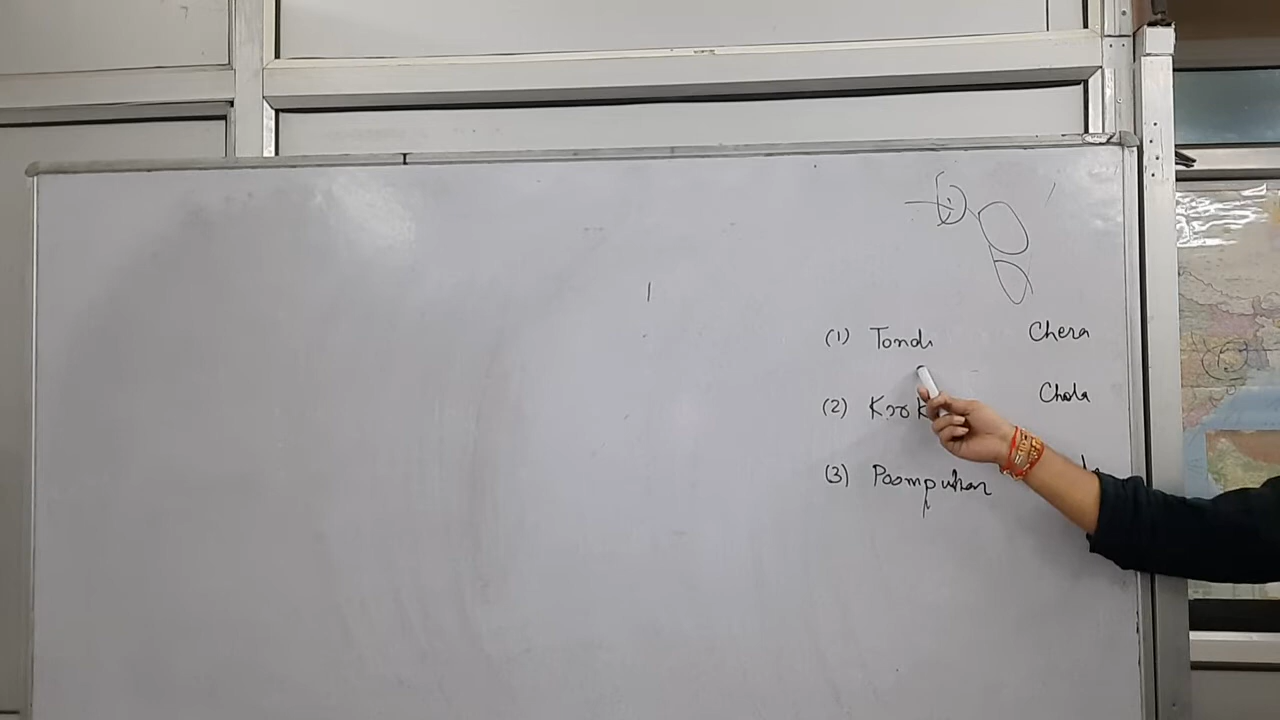 (1) Tondi Chera
(2) Chola
(3) Poompuhar